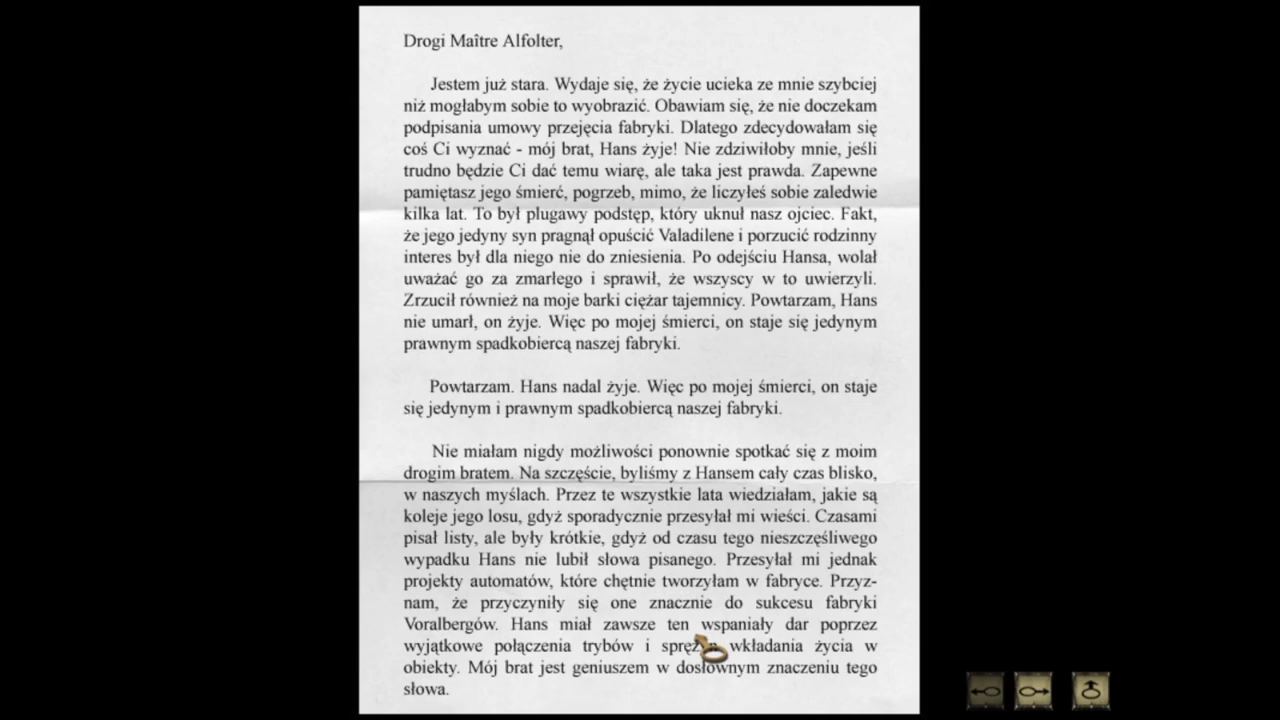 Drogi Maître Alfolter,
Jestem już stara. Wydaje się, że życie ucieka ze mnie szybciej
niż mogłabym sobie to wyobrazić. Obawiam się, że nie doczekam
podpisania umowy przejęcia fabryki. Dlatego zdecydowałam się
coś Ci wyznać - mój brat, Hans żyje! Nie zdziwiłoby mnie, jeśli
trudno będzie Ci dać temu wiarę, ale taka jest prawda. Zapewne
pamiętasz jego śmierć, pogrzeb, mimo, że liczyłeś sobie zaledwie
kilka lat. To był plugawy podstęp, który uknuł nasz ojciec. Fakt,
że jego jedyny syn pragnął opuścić Valadilene i porzucić rodzinny
interes był dla niego nie do zniesienia. Po odejściu Hansa, wolał
uważać go za zmarłego i sprawił, że wszyscy w to uwierzyli.
Zrzucił również na moje barki ciężar tajemnicy. Powtarzam, Hans
nie umarł, on żyje. Więc po mojej śmierci, on staje się jedynym
prawnym spadkobiercą naszej fabryki.
Powtarzam. Hans nadal żyje. Więc po mojej śmierci, on staje
się jedynym i prawnym spadkobiercą naszej fabryki.
Nie miałam nigdy możliwości ponownie spotkać się z moim
drogim bratem. Na szczęście, byliśmy z Hansem cały czas blisko,
w naszych myślach. Przez te wszystkie lata wiedziałam, jakie są
koleje jego losu, gdyż sporadycznie przesyłał mi wieści. Czasami
pisał listy, ale były krótkie, gdyż od czasu tego nieszczęśliwego
wypadku Hans nie lubił słowa pisanego. Przesyłał mi jednak
projekty automatów, które chętnie tworzyłam w fabryce. Przyz-
nam, że przyczyniły się one znacznie do sukcesu fabryki
Voralbergów. Hans miał zawsze ten wspaniały dar poprzez
wyjątkowe połączenia trybów i wkładania życia w
obiekty. Mój brat jest geniuszem w dosłownym znaczeniu tego
słowa.